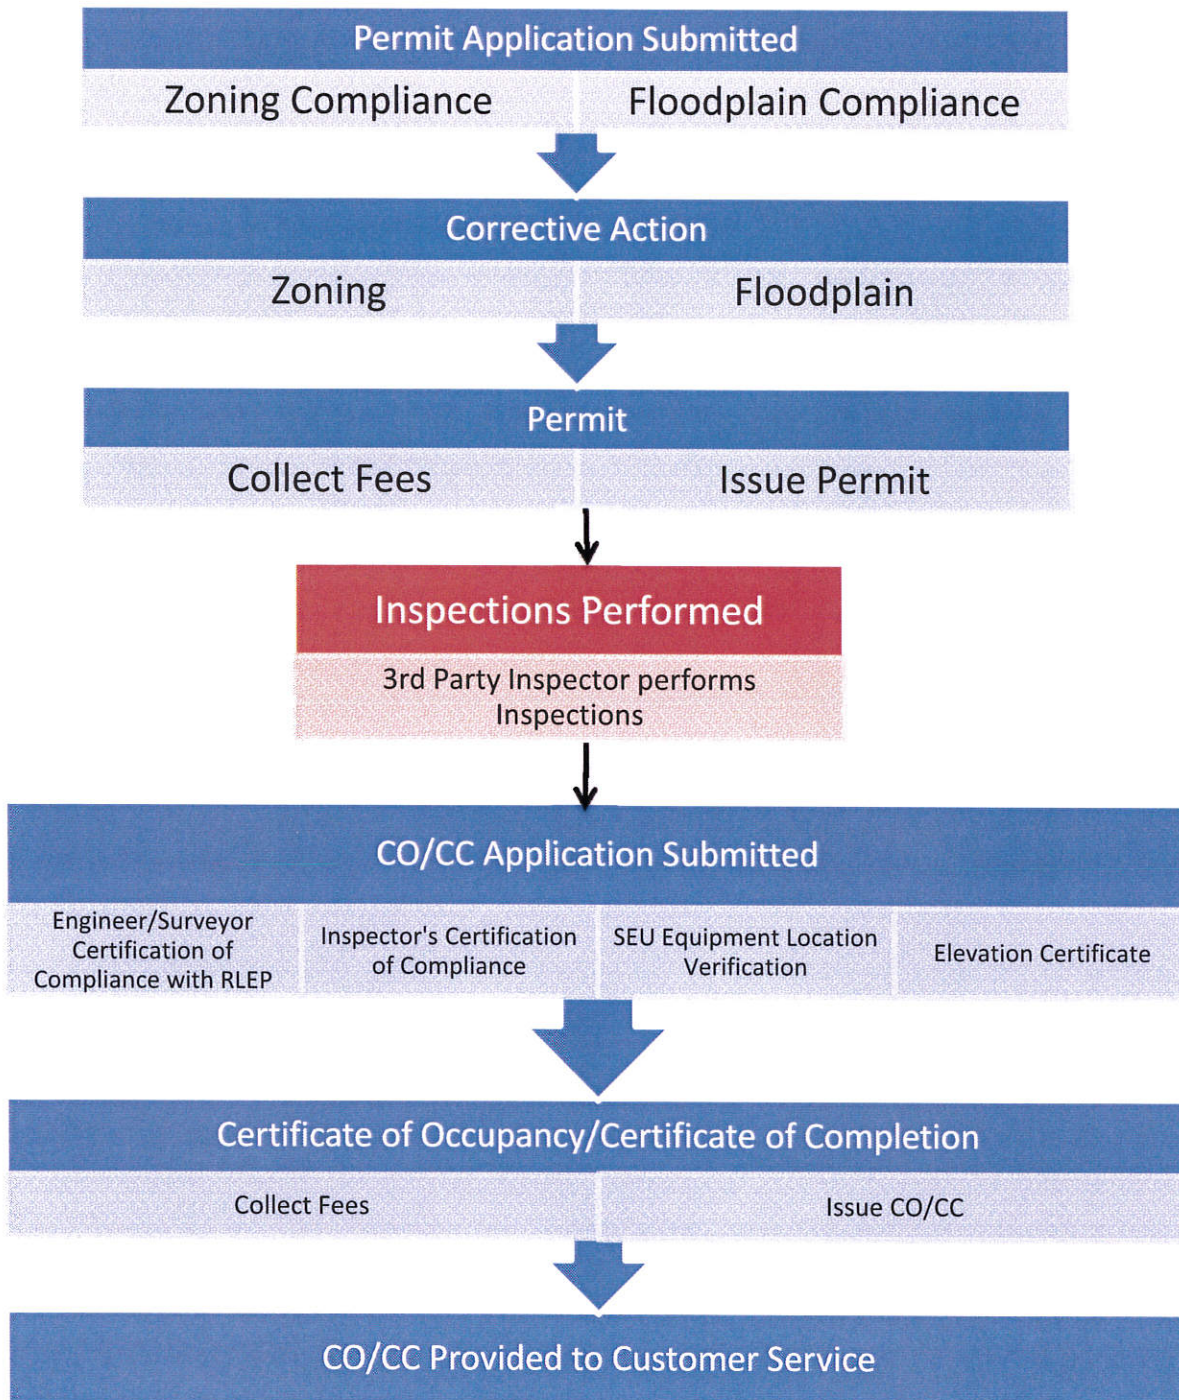 Permit Application Submitted
Zoning Compliance
Floodplain Compliance
Corrective Action
Zoning
Floodplain
Permit
Collect Fees
Issue Permit
Inspections Performed
3rd Party Inspector performs
Inspections
CO/CC Application Submitted
Engineer/Surveyor
Certification of
Compliance with RLEP
Inspector's Certification
of Compliance
SEU Equipment Location
Verification
Elevation Certificate
Certificate of Occupancy/Certificate of Completion
Collect Fees
Issue CO/CC
CO/CC Provided to Customer Service